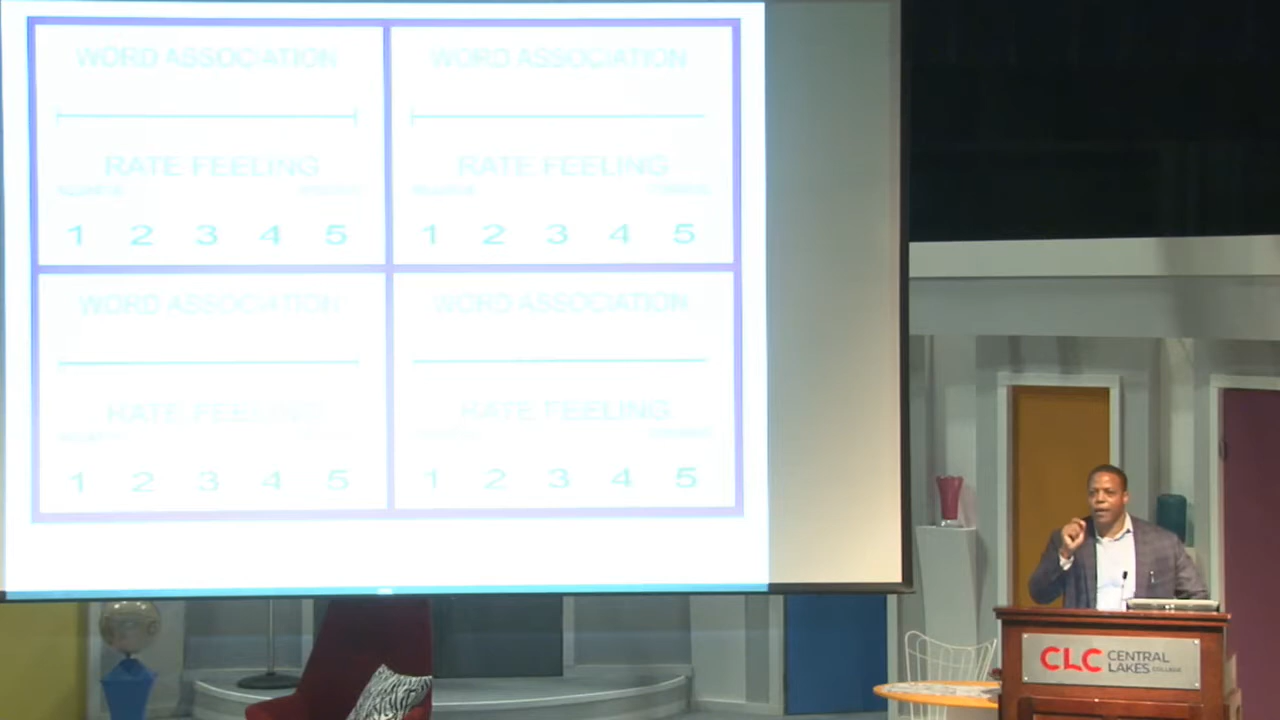 WORD ASSOCIATION
RATE FEELING
1 2 3 4 5
WORD ASSOCIATION
RATE FEELING
1 2 3 4 5
WORD ASSOCIATION
RATE FEELING
1 2 3 4 5
WORD ASSOCIATION
RATE FEELING
1 2 3 4 5
CLC CENTRAL
LAKES COLLEGE